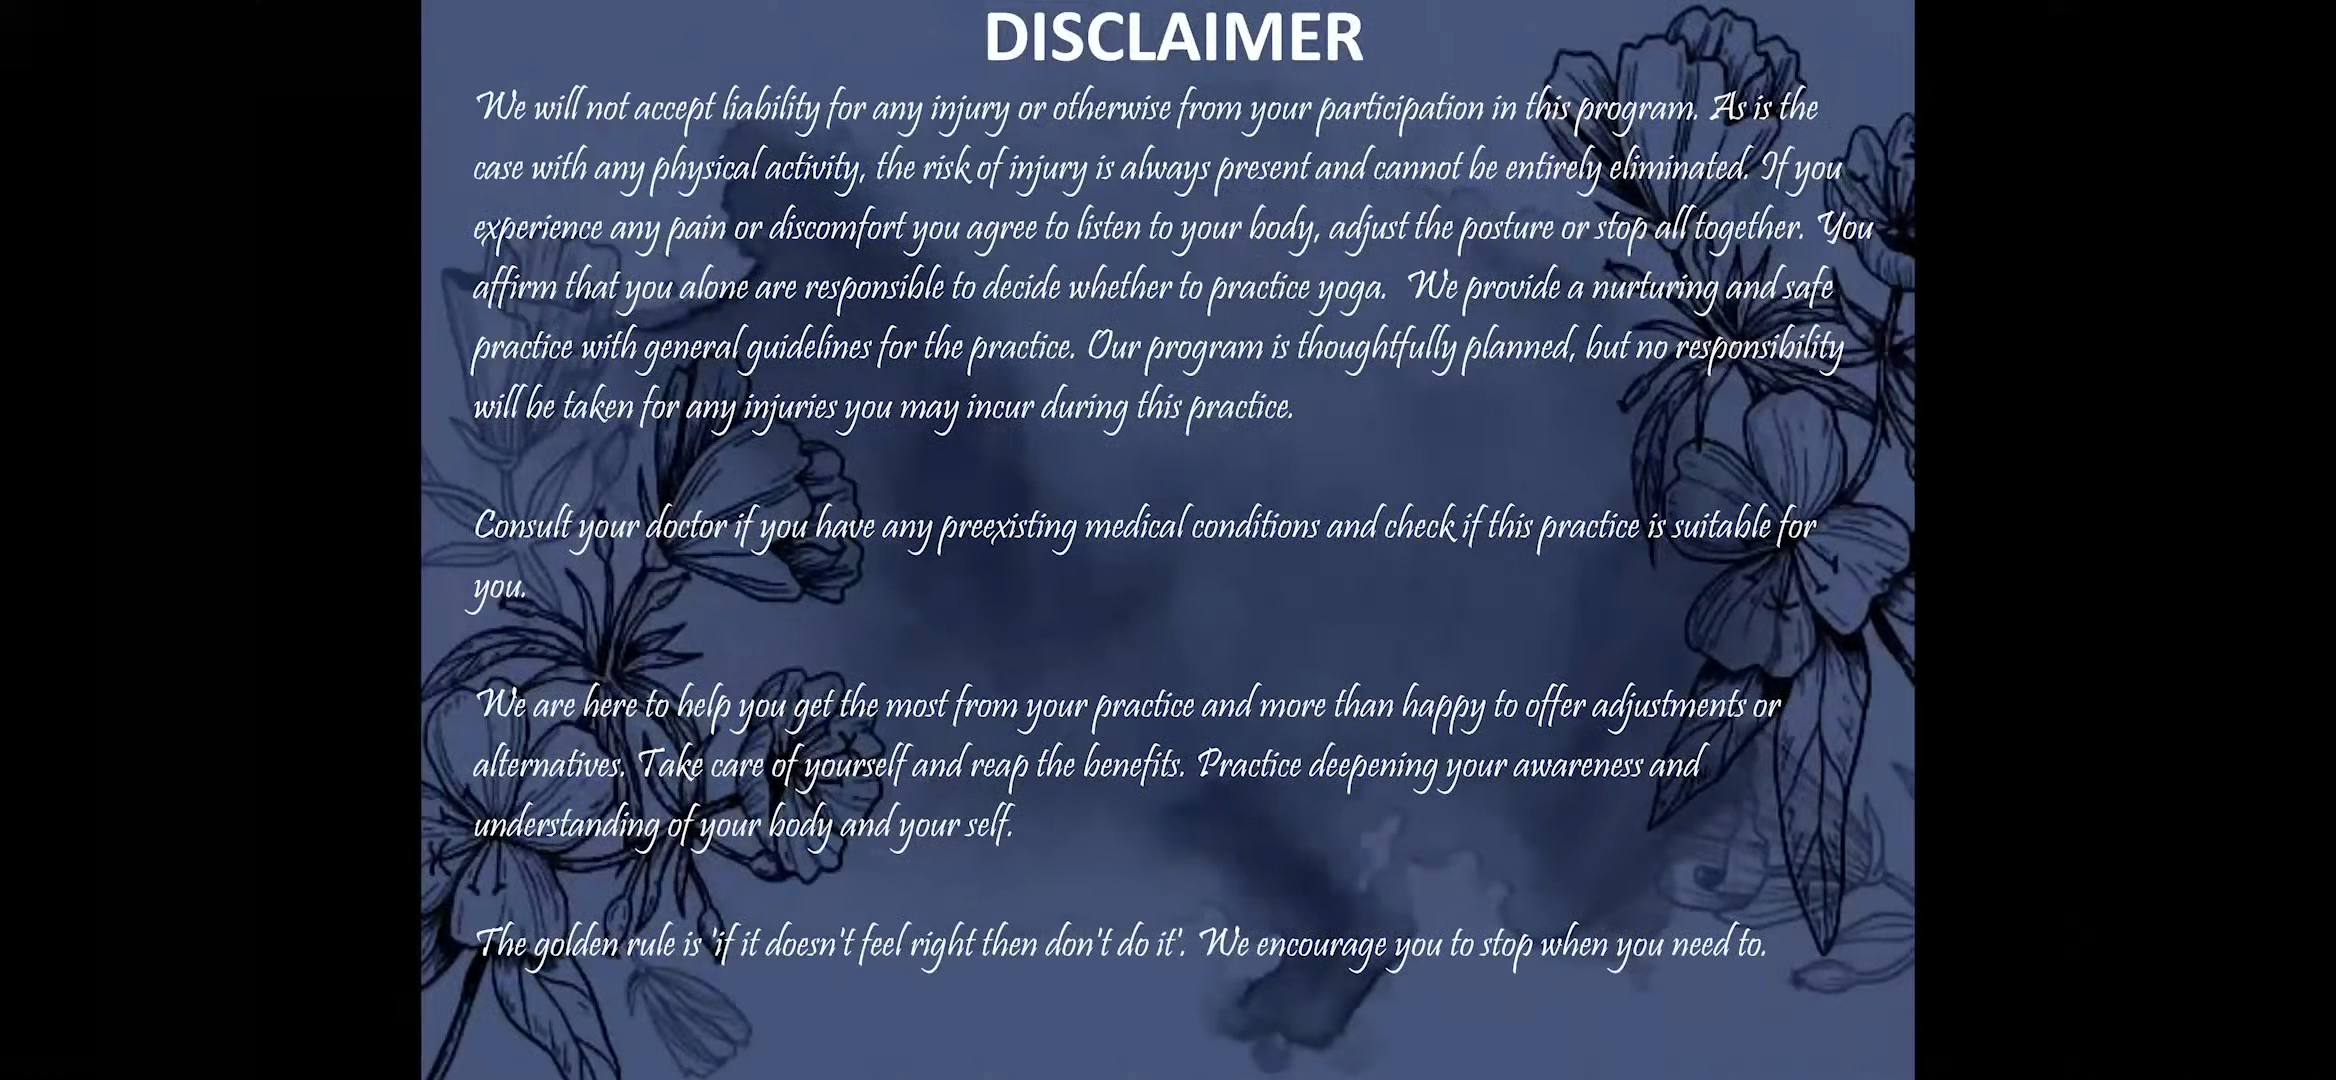 DISCLAIMER
We will not accept liability for any injury or otherwise from your participation in this program. As is the
case with any physical activity, the risk of injury is always present and cannot be entirely eliminated. If you
experience any pain or discomfort you agree to listen to your body, adjust the posture or stop all together. You
affirm that you alone are responsible to decide whether to practice yoga. We provide a nurturing and safe
practice with general guidelines for the practice. Our program is thoughtfully planned, but no responsibility
will be taken for any injuries you may incur during this practice.
Consult your doctor if you have any preexisting medical conditions and check if this practice is suitable for
you.
We are here to help you get the most from your practice and more than happy to offer adjustments or
alternatives. Take care of yourself and reap the benefits. Practice deepening your awareness and
understanding of your body and your self.
The golden rule is 'if it doesn't feel right then don't do it'. We encourage you to stop when you need to.